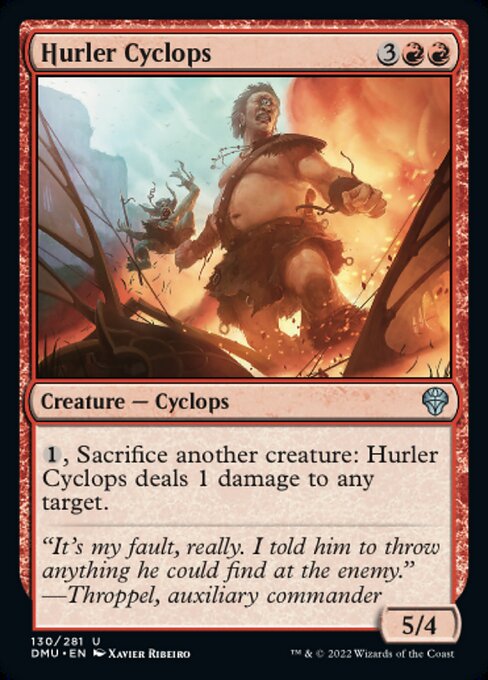 Hurler Cyclops 3
Creature — Cyclops
1, Sacrifice another creature: Hurler
Cyclops deals 1 damage to any
target.
“It’s my fault, really. I told him to throw
anything he could find at the enemy.”
—Throppel, auxiliary commander
5/4
130/281 U
DMU • EN Xavier Ribeiro
™ & © 2022 Wizards of the Coast